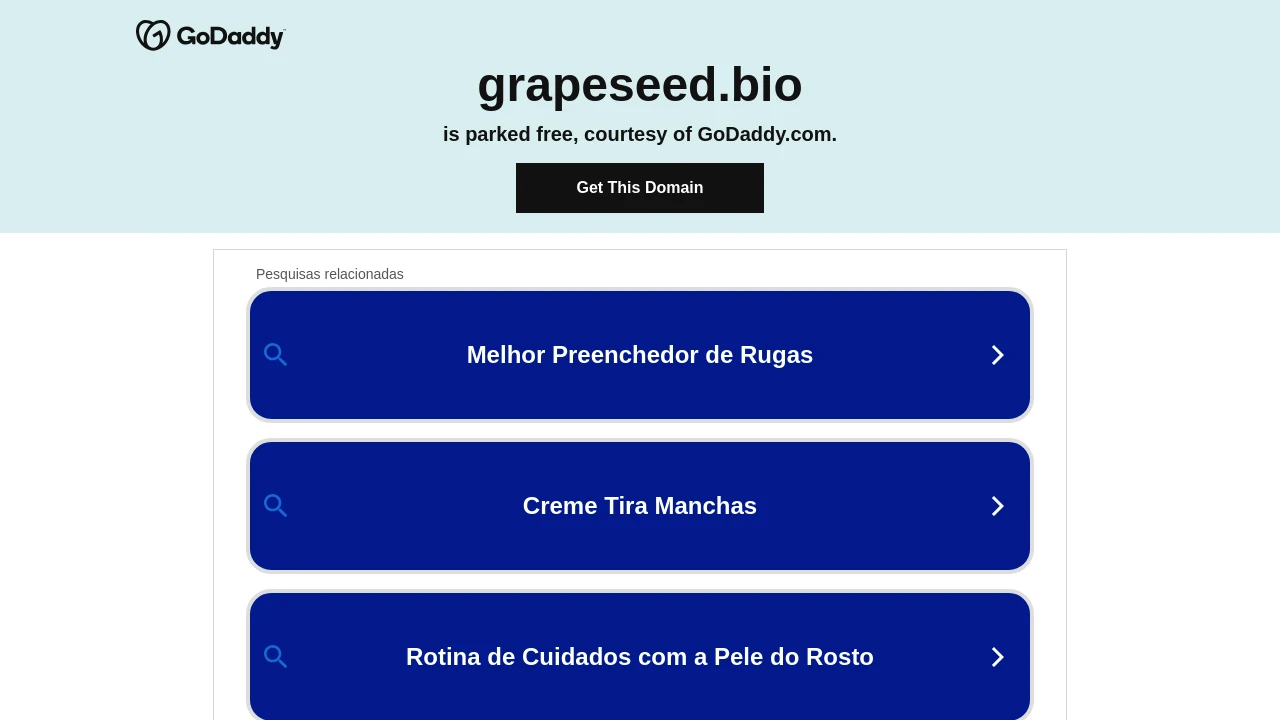 GoDaddy
grapeseed.bio
is parked free, courtesy of GoDaddy.com.
Get This Domain
Pesquisas relacionadas
Melhor Preenchedor de Rugas
Creme Tira Manchas
Rotina de Cuidados com a Pele do Rosto